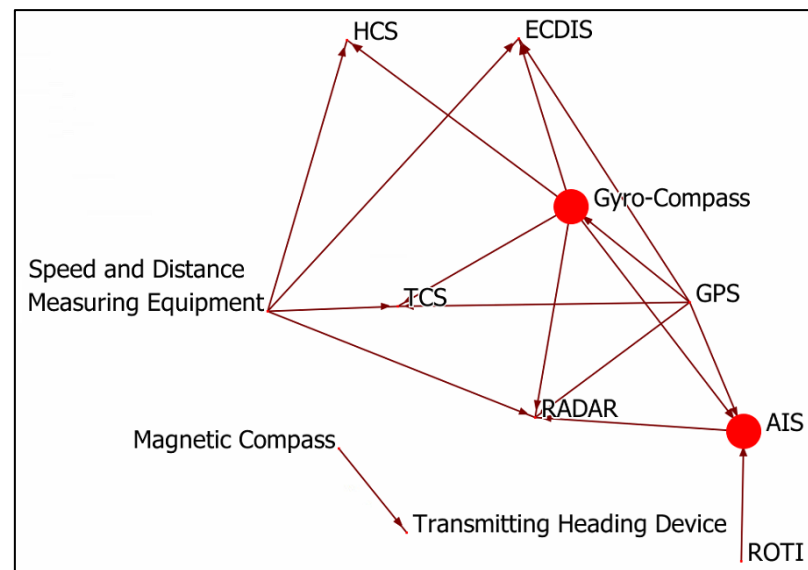 HCS
ECDIS
Gyro-Compass
Speed and Distance
Measuring Equipment
TCS
GPS
RADAR
AIS
Magnetic Compass
Transmitting Heading Device
ROTI